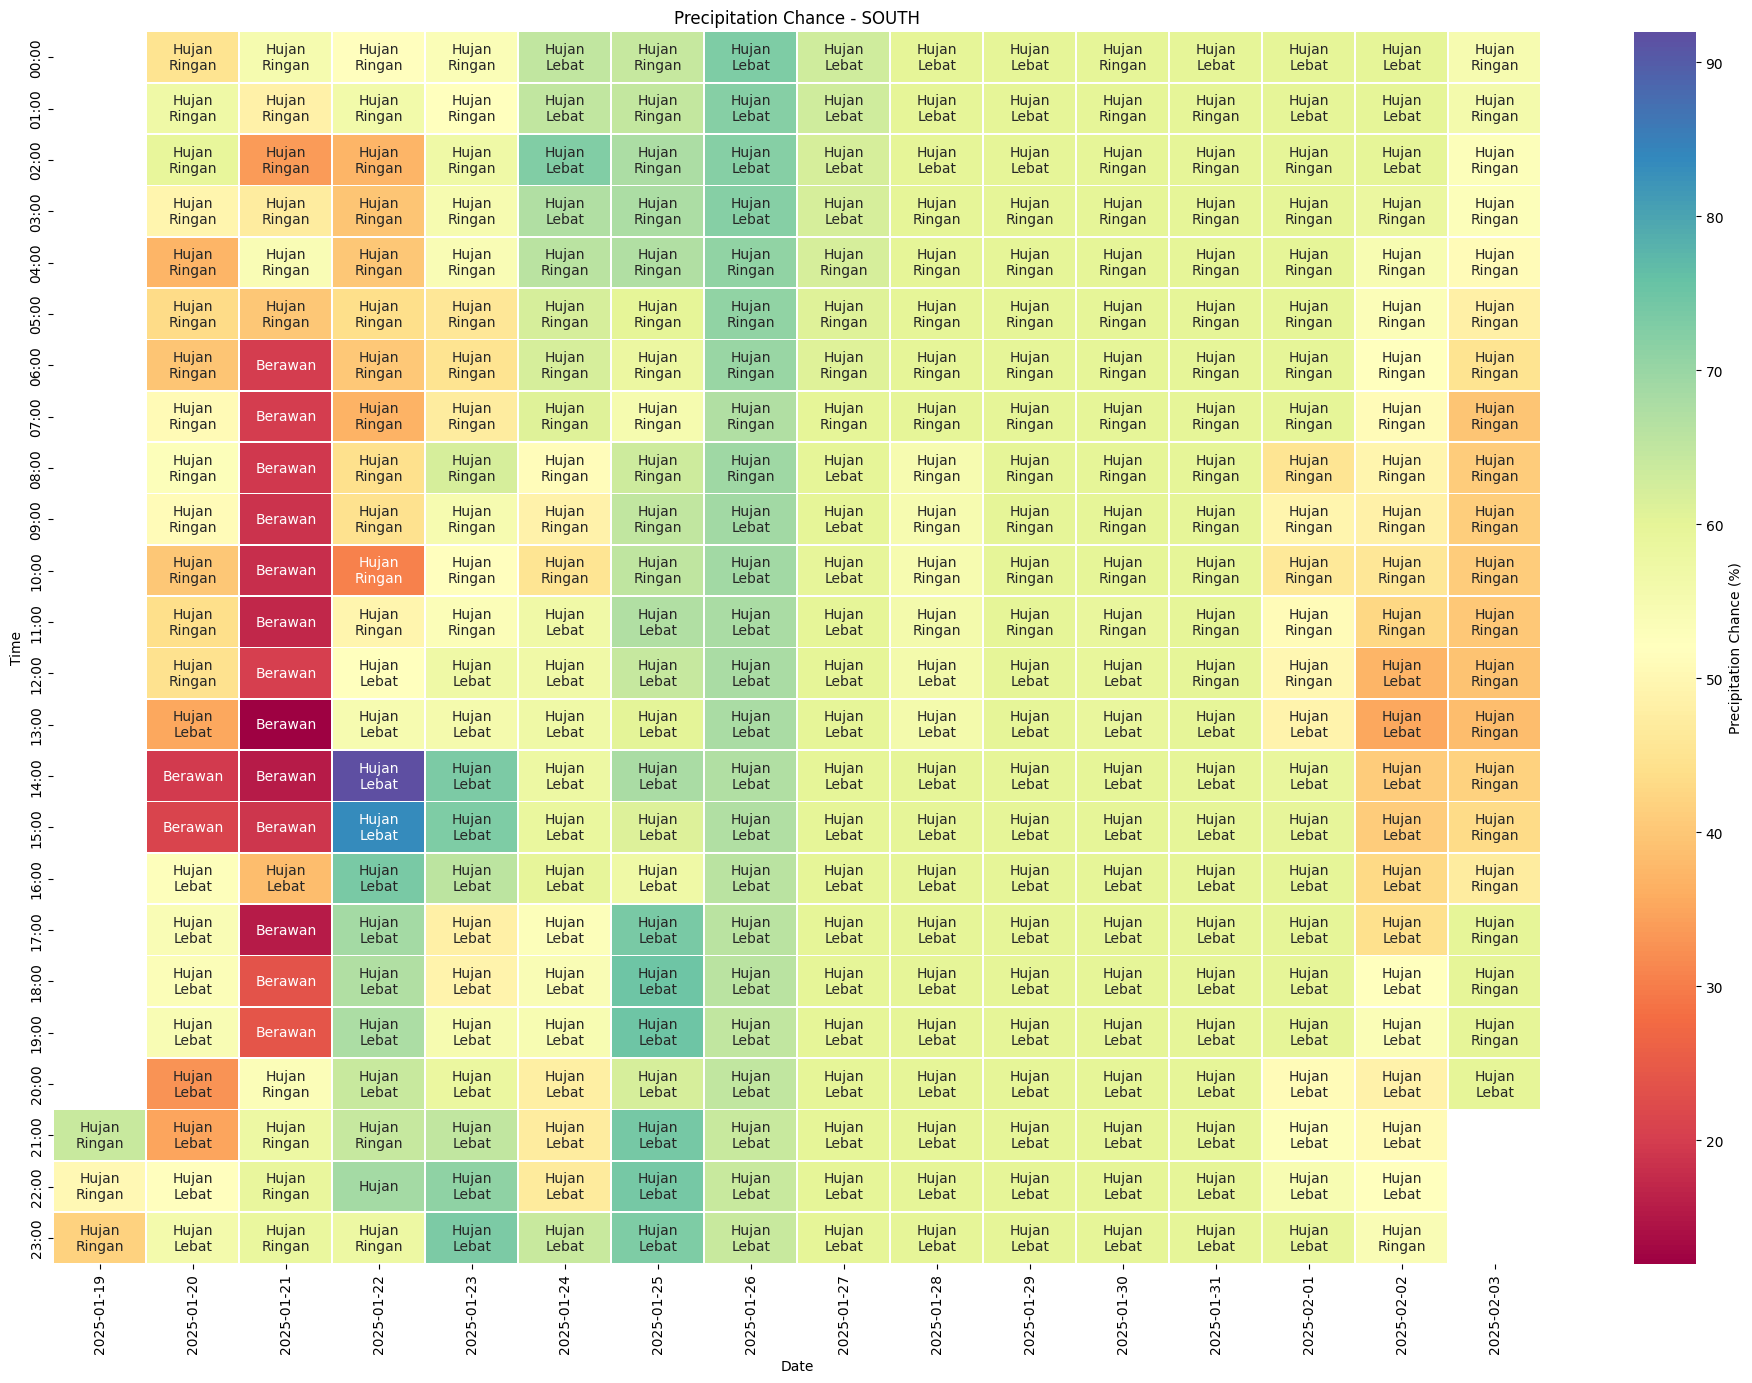 Precipitation Chance - SOUTH
00:00
Hujan Hujan Hujan Hujan Hujan Hujan Hujan Hujan Hujan Hujan Hujan Hujan Hujan Hujan Hujan
Ringan Ringan Ringan Ringan Lebat Ringan Lebat Lebat Lebat Lebat Ringan Lebat Lebat Lebat Ringan
01:00
Hujan Hujan Hujan Hujan Hujan Hujan Hujan Hujan Hujan Hujan Hujan Hujan Hujan Hujan Hujan
Ringan Ringan Ringan Ringan Lebat Ringan Lebat Lebat Lebat Lebat Ringan Ringan Lebat Lebat Ringan
02:00
Hujan Hujan Hujan Hujan Hujan Hujan Hujan Hujan Hujan Hujan Hujan Hujan Hujan Hujan Hujan
Ringan Ringan Ringan Ringan Lebat Ringan Lebat Lebat Lebat Lebat Ringan Ringan Ringan Lebat Ringan
03:00
Hujan Hujan Hujan Hujan Hujan Hujan Hujan Hujan Hujan Hujan Hujan Hujan Hujan Hujan Hujan
Ringan Ringan Ringan Ringan Lebat Ringan Lebat Lebat Ringan Ringan Ringan Ringan Ringan Ringan Ringan
04:00
Hujan Hujan Hujan Hujan Hujan Hujan Hujan Hujan Hujan Hujan Hujan Hujan Hujan Hujan Hujan
Ringan Ringan Ringan Ringan Ringan Ringan Ringan Ringan Ringan Ringan Ringan Ringan Ringan Ringan Ringan
05:00
Hujan Hujan Hujan Hujan Hujan Hujan Hujan Hujan Hujan Hujan Hujan Hujan Hujan Hujan Hujan
Ringan Ringan Ringan Ringan Ringan Ringan Ringan Ringan Ringan Ringan Ringan Ringan Ringan Ringan Ringan
06:00
Hujan Berawan Hujan Hujan Hujan Hujan Hujan Hujan Hujan Hujan Hujan Hujan Hujan Hujan Hujan
Ringan Ringan Ringan Ringan Ringan Ringan Ringan Ringan Ringan Ringan Ringan Ringan Ringan Ringan
07:00
Hujan Berawan Hujan Hujan Hujan Hujan Hujan Hujan Hujan Hujan Hujan Hujan Hujan Hujan Hujan
Ringan Ringan Ringan Ringan Ringan Ringan Ringan Ringan Ringan Ringan Ringan Ringan Ringan Ringan
08:00
Hujan Berawan Hujan Hujan Hujan Hujan Hujan Hujan Hujan Hujan Hujan Hujan Hujan Hujan Hujan
Ringan Ringan Ringan Ringan Ringan Ringan Lebat Ringan Ringan Ringan Ringan Ringan Ringan Ringan
09:00
Hujan Berawan Hujan Hujan Hujan Hujan Hujan Hujan Hujan Hujan Hujan Hujan Hujan Hujan Hujan
Ringan Ringan Ringan Ringan Ringan Lebat Lebat Ringan Ringan Ringan Ringan Ringan Ringan Ringan
10:00
Hujan Berawan Hujan Hujan Hujan Hujan Hujan Hujan Hujan Hujan Hujan Hujan Hujan Hujan Hujan
Ringan Ringan Ringan Ringan Ringan Lebat Lebat Ringan Ringan Ringan Ringan Ringan Ringan Ringan
11:00
Hujan Berawan Hujan Hujan Hujan Hujan Hujan Hujan Hujan Hujan Hujan Hujan Hujan Hujan Hujan
Ringan Ringan Ringan Lebat Lebat Lebat Lebat Ringan Ringan Ringan Ringan Ringan Ringan Ringan
12:00
Hujan Berawan Hujan Hujan Hujan Hujan Hujan Hujan Hujan Hujan Hujan Hujan Hujan Hujan Hujan
Ringan Lebat Lebat Lebat Lebat Lebat Lebat Lebat Lebat Lebat Ringan Ringan Lebat Ringan
13:00
Hujan Berawan Hujan Hujan Hujan Hujan Hujan Hujan Hujan Hujan Hujan Hujan Hujan Hujan Hujan
Lebat Lebat Lebat Lebat Lebat Lebat Lebat Lebat Lebat Lebat Lebat Lebat Lebat Ringan
14:00
Berawan Berawan Hujan Hujan Hujan Hujan Hujan Hujan Hujan Hujan Hujan Hujan Hujan Hujan Hujan
Lebat Lebat Lebat Lebat Lebat Lebat Lebat Lebat Lebat Lebat Lebat Lebat Ringan
15:00
Berawan Berawan Hujan Hujan Hujan Hujan Hujan Hujan Hujan Hujan Hujan Hujan Hujan Hujan Hujan
Lebat Lebat Lebat Lebat Lebat Lebat Lebat Lebat Lebat Lebat Lebat Lebat Ringan
16:00
Hujan Hujan Hujan Hujan Hujan Hujan Hujan Hujan Hujan Hujan Hujan Hujan Hujan Hujan Hujan
Lebat Lebat Lebat Lebat Lebat Lebat Lebat Lebat Lebat Lebat Lebat Lebat Lebat Lebat Ringan
17:00
Hujan Berawan Hujan Hujan Hujan Hujan Hujan Hujan Hujan Hujan Hujan Hujan Hujan Hujan Hujan
Lebat Lebat Lebat Lebat Lebat Lebat Lebat Lebat Lebat Lebat Lebat Lebat Lebat Ringan
18:00
Hujan Berawan Hujan Hujan Hujan Hujan Hujan Hujan Hujan Hujan Hujan Hujan Hujan Hujan Hujan
Lebat Lebat Lebat Lebat Lebat Lebat Lebat Lebat Lebat Lebat Lebat Lebat Lebat Ringan
19:00
Hujan Berawan Hujan Hujan Hujan Hujan Hujan Hujan Hujan Hujan Hujan Hujan Hujan Hujan Hujan
Lebat Lebat Lebat Lebat Lebat Lebat Lebat Lebat Lebat Lebat Lebat Lebat Lebat Ringan
20:00
Hujan Hujan Hujan Hujan Hujan Hujan Hujan Hujan Hujan Hujan Hujan Hujan Hujan Hujan Hujan
Lebat Ringan Lebat Lebat Lebat Lebat Lebat Lebat Lebat Lebat Lebat Lebat Lebat Lebat Lebat
21:00
Hujan Hujan Hujan Hujan Hujan Hujan Hujan Hujan Hujan Hujan Hujan Hujan Hujan Hujan Hujan
Ringan Lebat Ringan Ringan Lebat Lebat Lebat Lebat Lebat Lebat Lebat Lebat Lebat Lebat Lebat
22:00
Hujan Hujan Hujan Hujan Hujan Hujan Hujan Hujan Hujan Hujan Hujan Hujan Hujan Hujan Hujan
Ringan Lebat Ringan Lebat Lebat Lebat Lebat Lebat Lebat Lebat Lebat Lebat Lebat Lebat
23:00
Hujan Hujan Hujan Hujan Hujan Hujan Hujan Hujan Hujan Hujan Hujan Hujan Hujan Hujan Hujan
Ringan Lebat Ringan Ringan Lebat Lebat Lebat Lebat Lebat Lebat Lebat Lebat Lebat Lebat Ringan
Time
2025-01-19
2025-01-20
2025-01-21
2025-01-22
2025-01-23
2025-01-24
2025-01-25
2025-01-26
2025-01-27
2025-01-28
2025-01-29
2025-01-30
2025-01-31
2025-02-01
2025-02-02
2025-02-03
Date
90
80
70
60
50
40
30
20
Precipitation Chance (%)